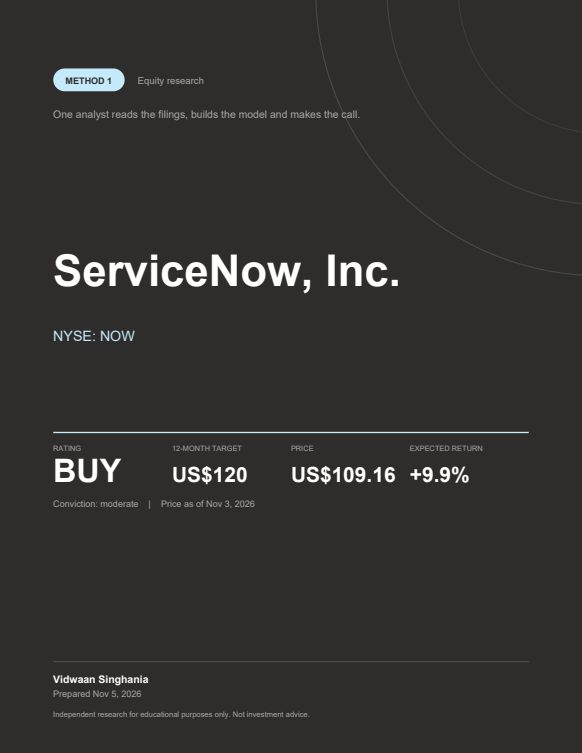 METHOD 1 Equity research
One analyst reads the filings, builds the model and makes the call.
ServiceNow, Inc.
NYSE: NOW
RATING 12-MONTH TARGET PRICE EXPECTED RETURN
BUY US$120 US$109.16 +9.9%
Conviction: moderate | Price as of Nov 3, 2026
Vidwaan Singhania
Prepared Nov 5, 2026
Independent research for educational purposes only. Not investment advice.